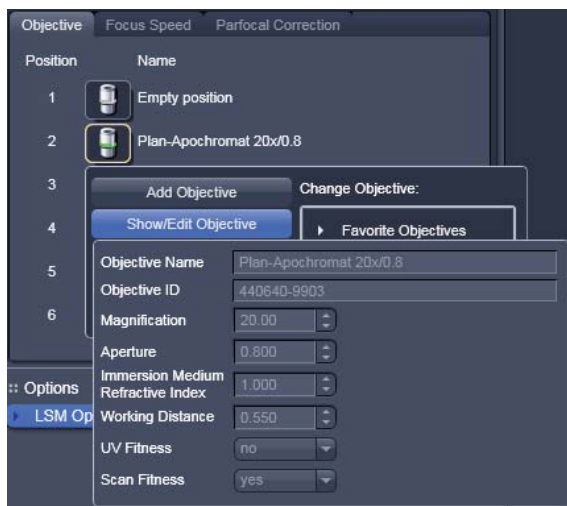 Objective Focus Speed Parfocal Correction
Position Name
1 Empty position
2 Plan-Apochromat 20x/0.8
3 Add Objective Change Objective:
4 Show/Edit Objective Favorite Objectives
5 Objective Name Plan-Apochromat 20x/0.8
Objective ID 440640-9903
6 Magnification 20.00
Aperture 0.800
Immersion Medium
Refractive Index 1.000
Options
LSM Op Working Distance 0.550
UV Fitness no
Scan Fitness yes